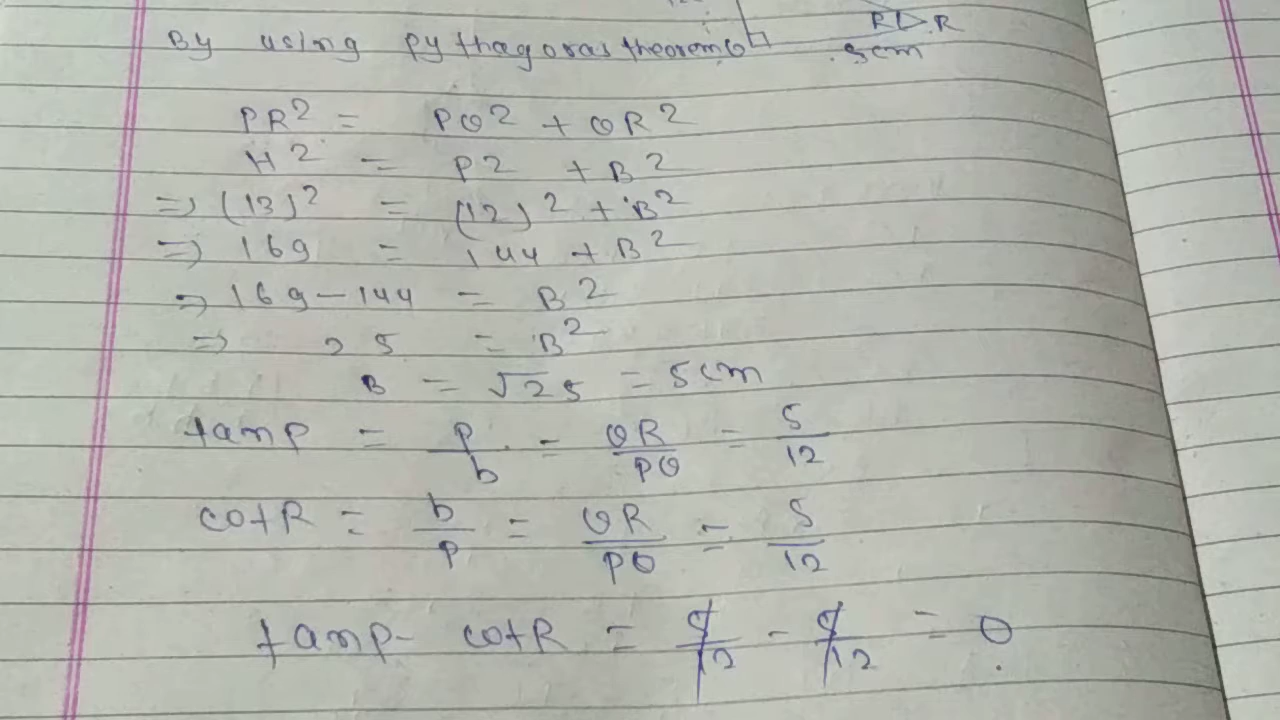 R R
By using pythagoras theorem Q 5cm
PR2 = PQ2 + QR2
H2 = P2 + B2
=> (13)2 = (12)2 + B2
=> 169 = 144 + B2
=> 169-144 = B2
=> 25 = B2
B = √25 = 5cm
tanp = p/b = QR/PQ = 5/12
cotR = b/p = QR/PQ = 5/12
tanp- cotR = 5/12 - 5/12 = 0